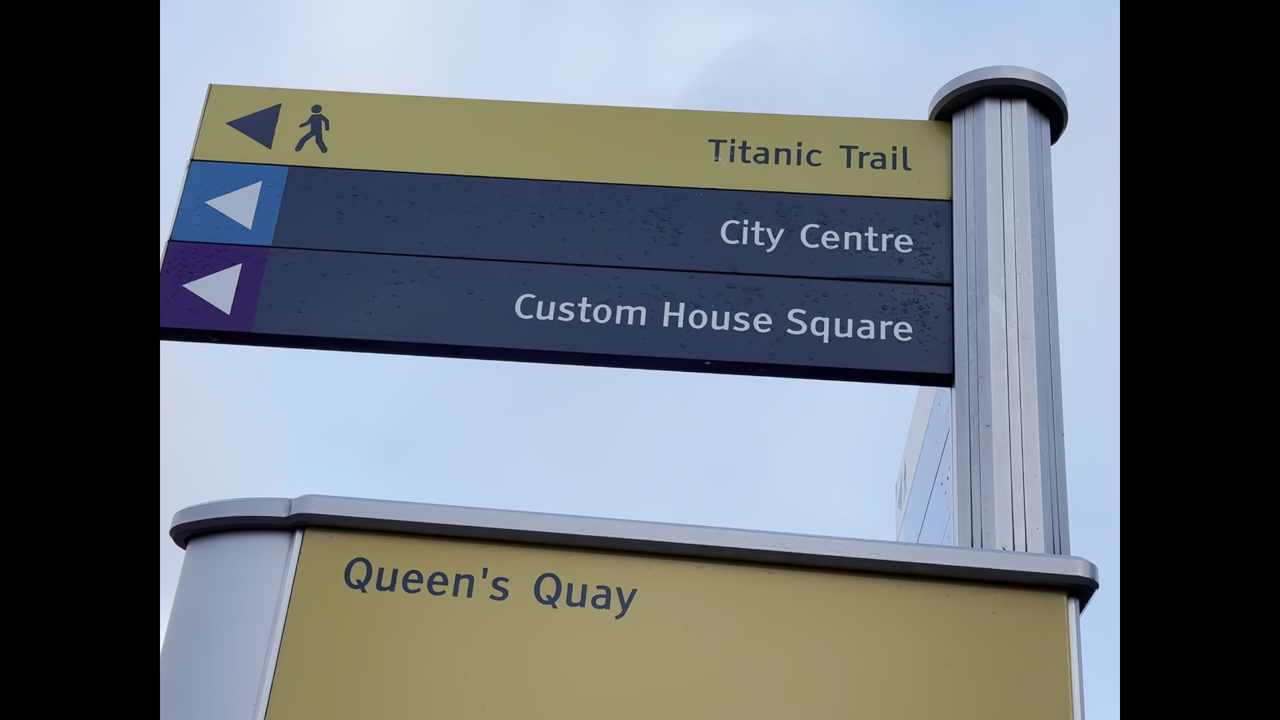 Titanic Trail
City Centre
Custom House Square
Queen's Quay